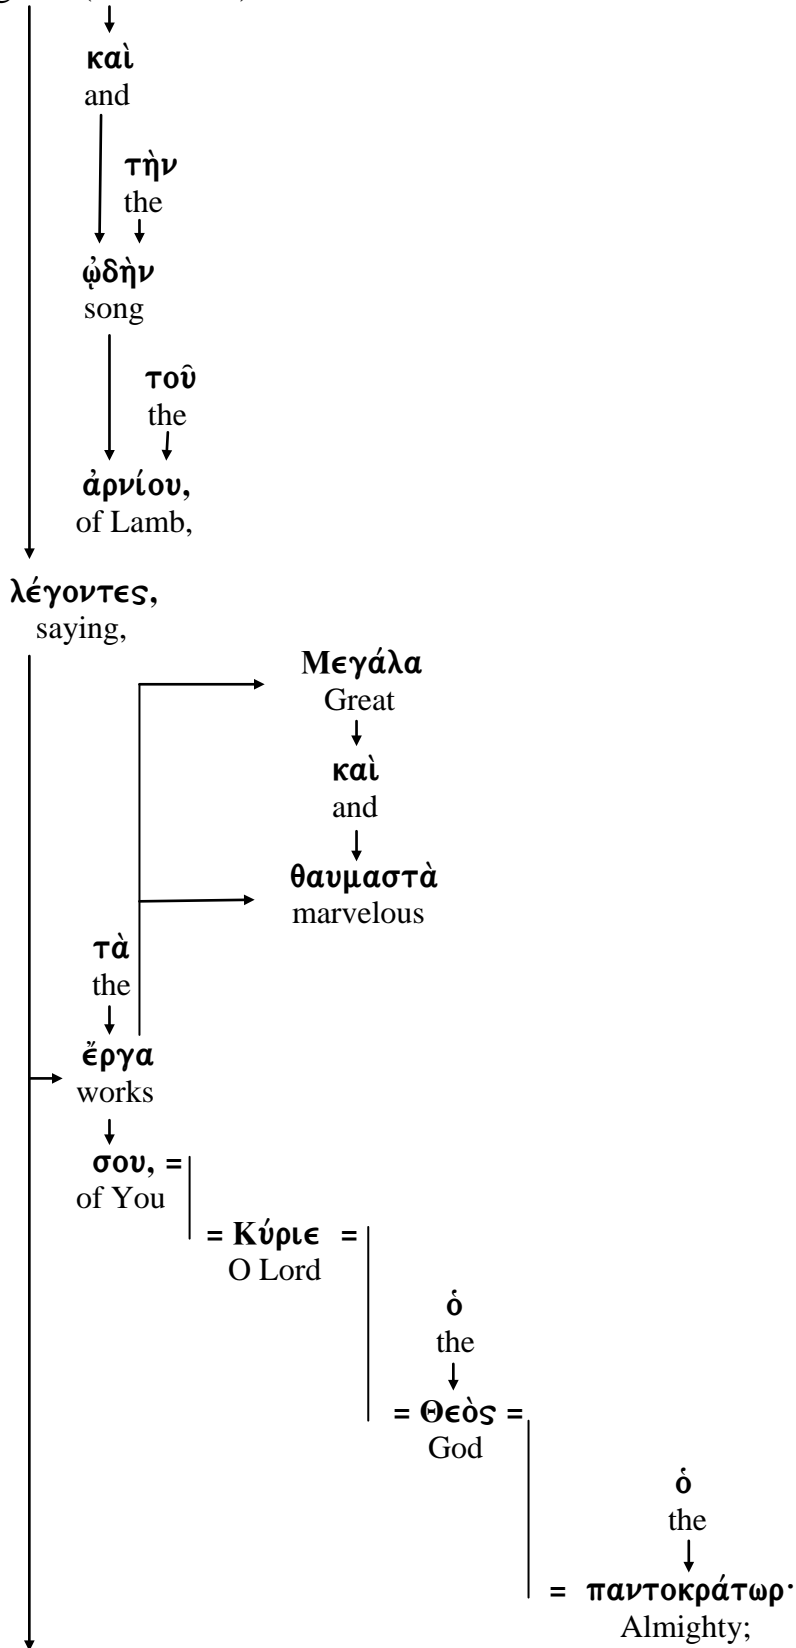 καὶ
and
τὴν
the
ᾠδὴν
song
τοῦ
the
ἀρνίου,
of Lamb,
λέγοντες,
saying,
Μεγάλα
Great
καὶ
and
θαυμαστὰ
marvelous
τὰ
the
ἔργα
works
σου, =
of You
= Κύριε =
O Lord
ὁ
the
= Θεὸς =
God
ὁ
the
= παντοκράτωρ·
Almighty;